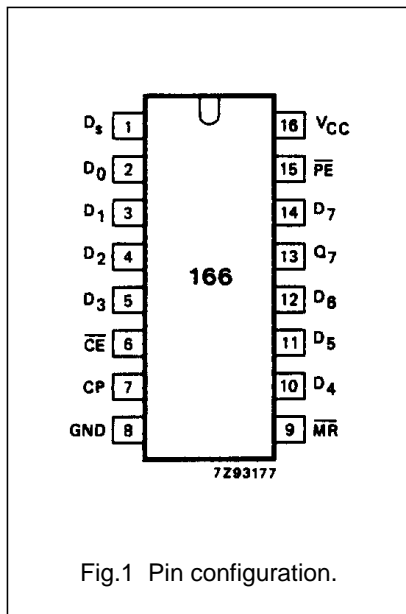 Ds 1 16 VCC
D0 2 15 PE
D1 3 14 D7
D2 4 13 Q7
166
D3 5 12 D6
CE 6 11 D5
CP 7 10 D4
GND 8 9 MR
7Z93177
Fig.1 Pin configuration.